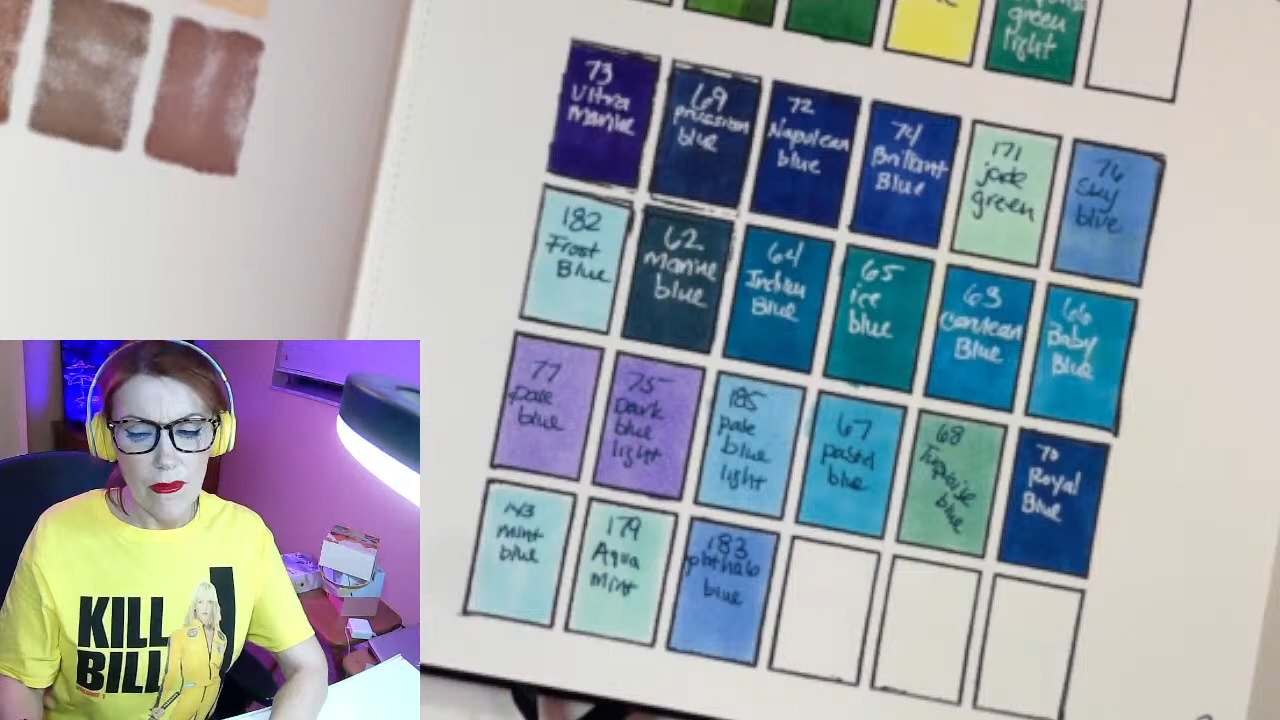 green
light
73
Ultra
Marine
69
prussian
blue
72
Napolean
blue
74
Brilliant
Blue
171
jade
green
76
Sky
blue
182
Frost
Blue
62
Marine
blue
64
Indian
Blue
65
ice
blue
63
Cerulean
Blue
66
Baby
Blue
77
pale
blue
75
Dark
blue
light
185
pale
blue
light
67
pastel
blue
68
Turquoise
blue
70
Royal
Blue
143
mint
blue
179
Aqua
Mint
183
phthalo
blue
KILL
BILL